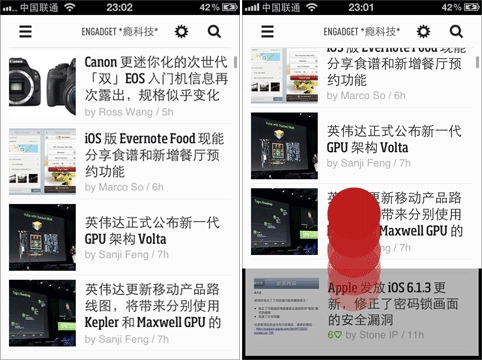 中国联通
23:02
42%
ENGADGET *瘾科技*
Canon 更迷你化的次世代
「双」EOS 入门机信息再
次露出，规格似乎变化
by Ross Wang / 5h
iOS 版 Evernote Food 现能
分享食谱和新增餐厅预
约功能
by Marco So / 6h
英伟达正式公布新一代
GPU 架构 Volta
by Sanji Feng / 7h
英伟达更新移动产品路
线图，将带来分别使用
Kepler 和 Maxwell GPU 的
by Sanji Feng / 7h
中国联通
23:01
42%
ENGADGET *瘾科技*
iOS 版 Evernote Food 现能
分享食谱和新增餐厅预
约功能
by Marco So / 6h
英伟达正式公布新一代
GPU 架构 Volta
by Sanji Feng / 7h
更新移动产品路
带来分别使用
Maxwell GPU 的
Feng / 7h
Apple 发放 iOS 6.1.3 更
新，修正了密码锁画面
的安全漏洞
6 by Stone IP / 11h